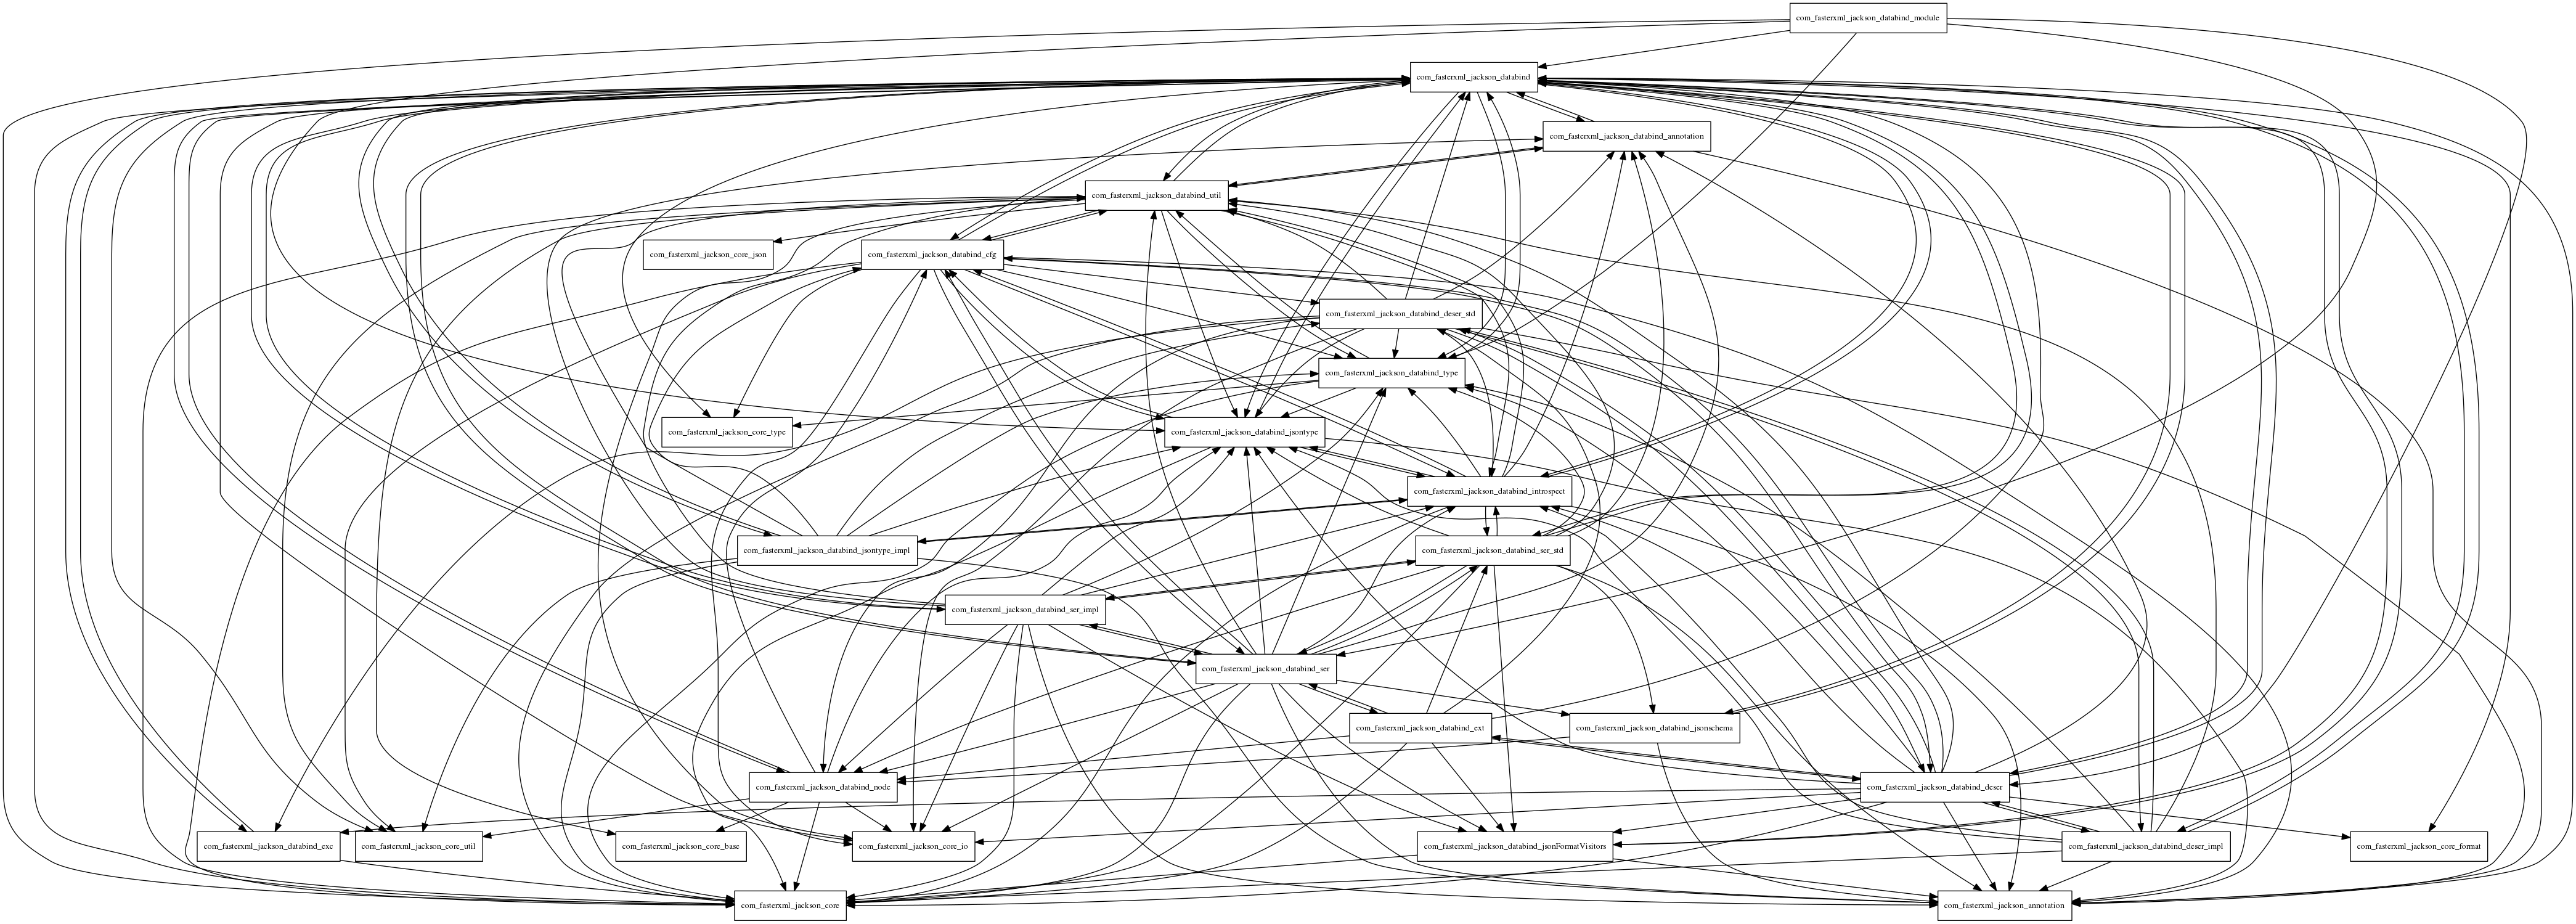 com_fasterxml_jackson_databind_module
com_fasterxml_jackson_databind
com_fasterxml_jackson_databind_annotation
com_fasterxml_jackson_databind_util
com_fasterxml_jackson_core_json
com_fasterxml_jackson_databind_cfg
com_fasterxml_jackson_databind_deser_std
com_fasterxml_jackson_databind_type
com_fasterxml_jackson_core_type
com_fasterxml_jackson_databind_jsontype
com_fasterxml_jackson_databind_introspect
com_fasterxml_jackson_databind_jsontype_impl
com_fasterxml_jackson_databind_ser_std
com_fasterxml_jackson_databind_ser_impl
com_fasterxml_jackson_databind_ser
com_fasterxml_jackson_databind_ext
com_fasterxml_jackson_databind_jsonschema
com_fasterxml_jackson_databind_node
com_fasterxml_jackson_databind_deser
com_fasterxml_jackson_databind_exc
com_fasterxml_jackson_core_util
com_fasterxml_jackson_core_base
com_fasterxml_jackson_core_io
com_fasterxml_jackson_databind_jsonFormatVisitors
com_fasterxml_jackson_databind_deser_impl
com_fasterxml_jackson_core_format
com_fasterxml_jackson_core
com_fasterxml_jackson_annotation